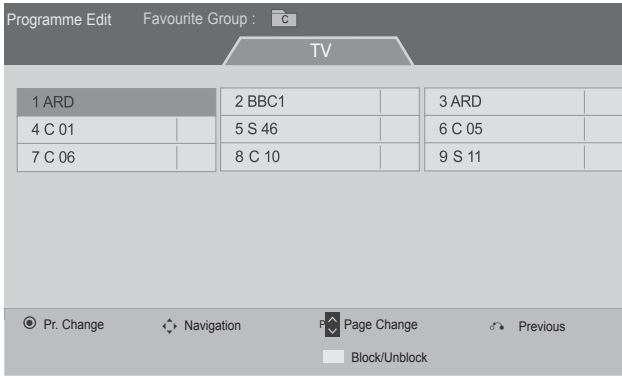 Programme Edit Favourite Group : C
TV
1 ARD 2 BBC1 3 ARD
4 C 01 5 S 46 6 C 05
7 C 06 8 C 10 9 S 11
Pr. Change Navigation P Page Change Previous
Block/Unblock